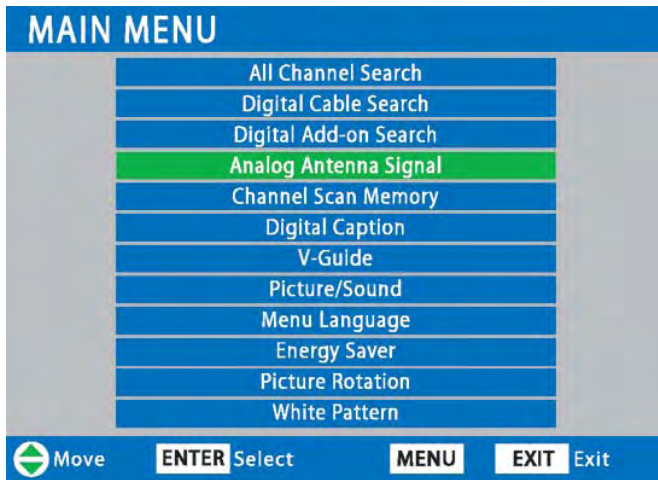 MAIN MENU
All Channel Search
Digital Cable Search
Digital Add-on Search
Analog Antenna Signal
Channel Scan Memory
Digital Caption
V-Guide
Picture/Sound
Menu Language
Energy Saver
Picture Rotation
White Pattern
Move ENTER Select MENU EXIT Exit